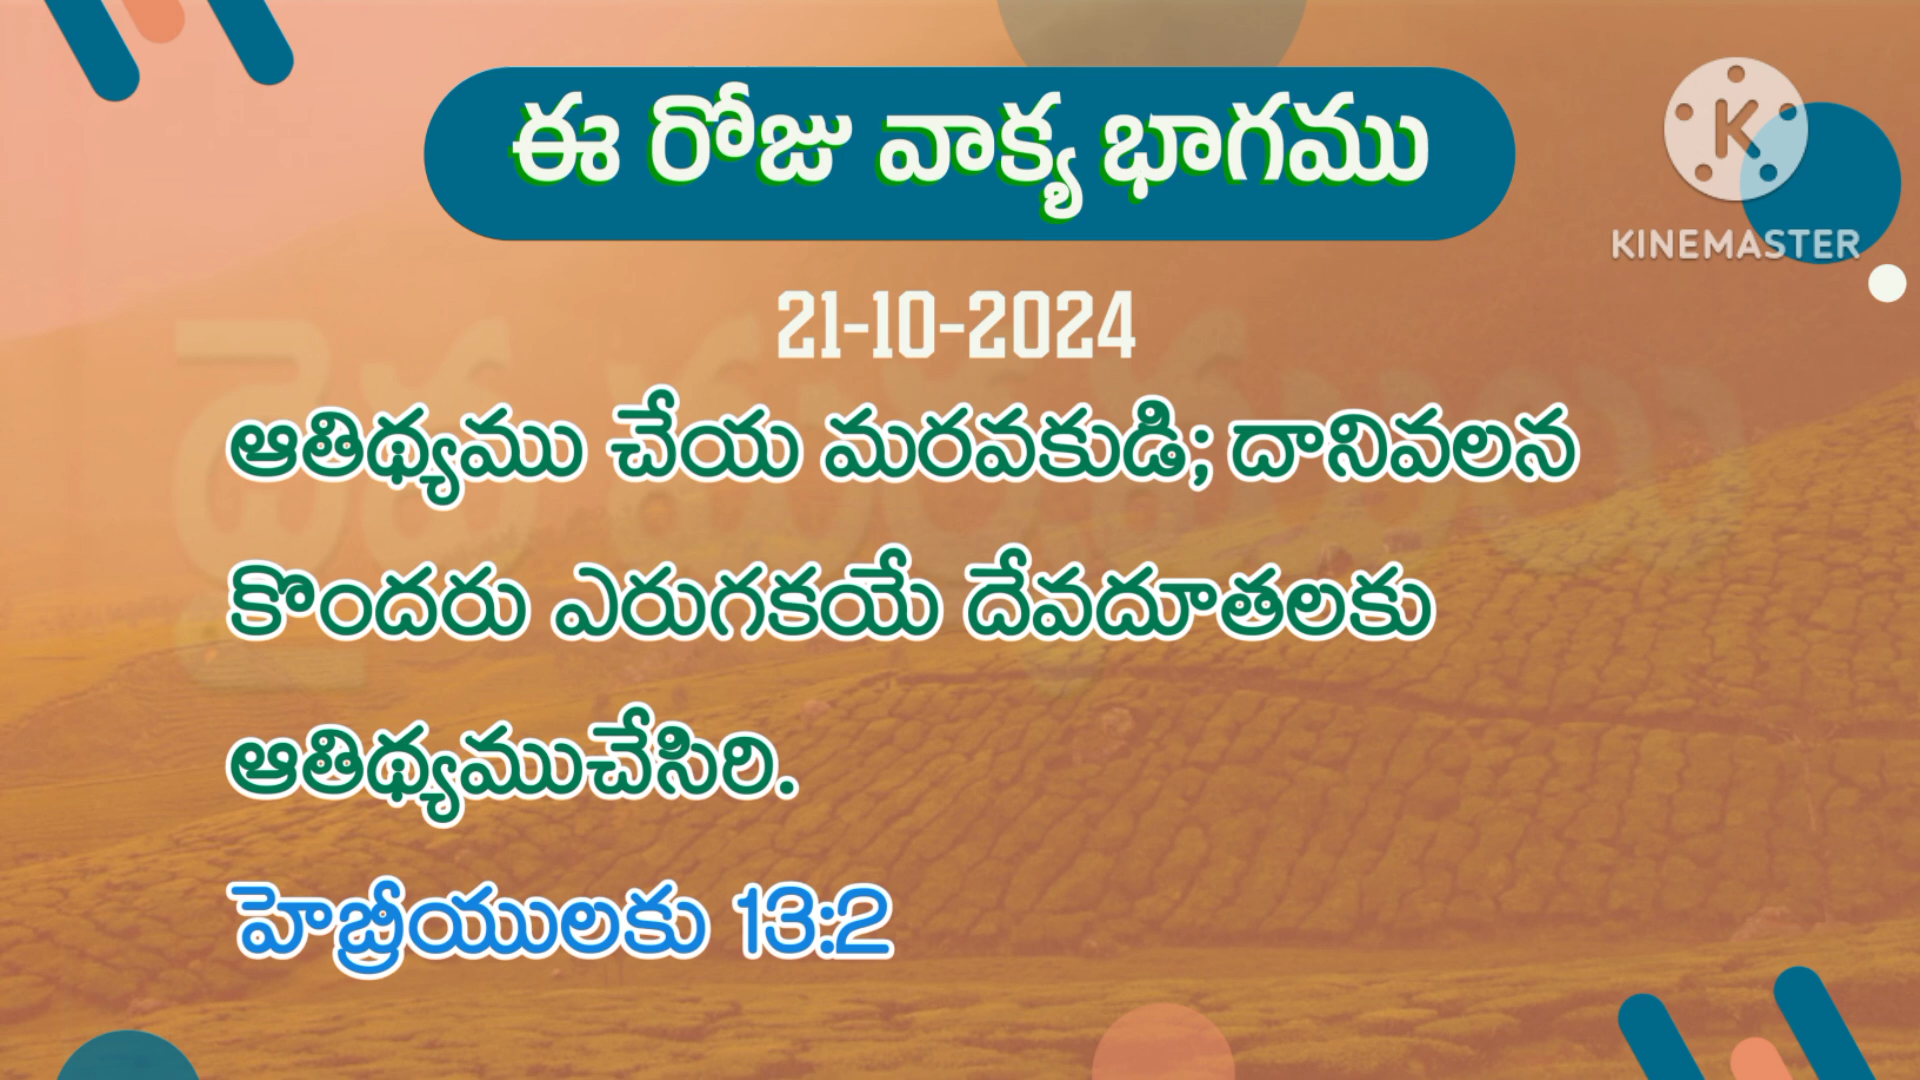 ఈ రోజు వాక్య భాగము
KINEMASTER
21-10-2024
ఆతిథ్యము చేయ మరవకుడి; దానివలన
కొందరు ఎరుగకయే దేవదూతలకు
ఆతిథ్యముచేసిరి.
హెబ్రీయులకు 13:2